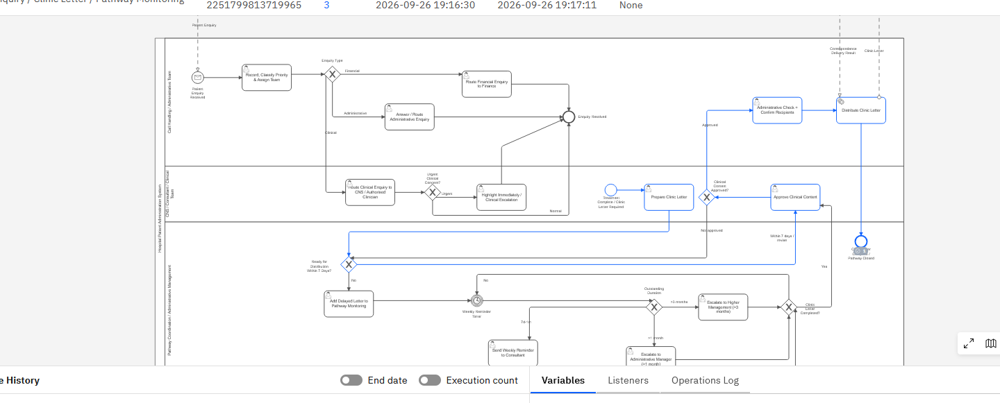 nquiry / Clinic Letter / Pathway Monitoring
2251799813719965
3
2026-09-26 19:16:30
2026-09-26 19:17:11
None
Patient Enquiry
Hospital Patient Administration System
Call Handling / Administrative Team
Patient
Enquiry
Received
Record, Classify Priority
& Assign Team
Enquiry Type
Financial
Administrative
Clinical
Route Financial Enquiry
to Finance
Answer / Route
Administrative Enquiry
Enquiry Resolved
Correspondence
Delivery Result
Clinic Letter
Administrative Check +
Confirm Recipients
Distribute Clinic Letter
Approved
CNS / Consultant / Clinical
Team
Route Clinical Enquiry to
CNS / Authorised
Clinician
Urgent
Clinical
Concern?
Urgent
Highlight Immediately /
Clinical Escalation
Normal
Treatment
Complete / Clinic
Letter Required
Prepare Clinic Letter
Clinical
Content
Approved?
Approve Clinical Content
Not approved
Within 7 days /
revise
Pathway Closed
Pathway Coordination / Administrative Management
Ready for
Distribution
Within 7 Days?
No
Add Delayed Letter to
Pathway Monitoring
No
Weekly Reminder
Timer
Outstanding
Duration
>3 months
Escalate to Higher
Management (>3
months)
Yes
Clinic
Letter
Completed?
>1 month
Send Weekly Reminder
to Consultant
Escalate to
Administrative Manager
(>1 month)
e History
End date
Execution count
Variables
Listeners
Operations Log